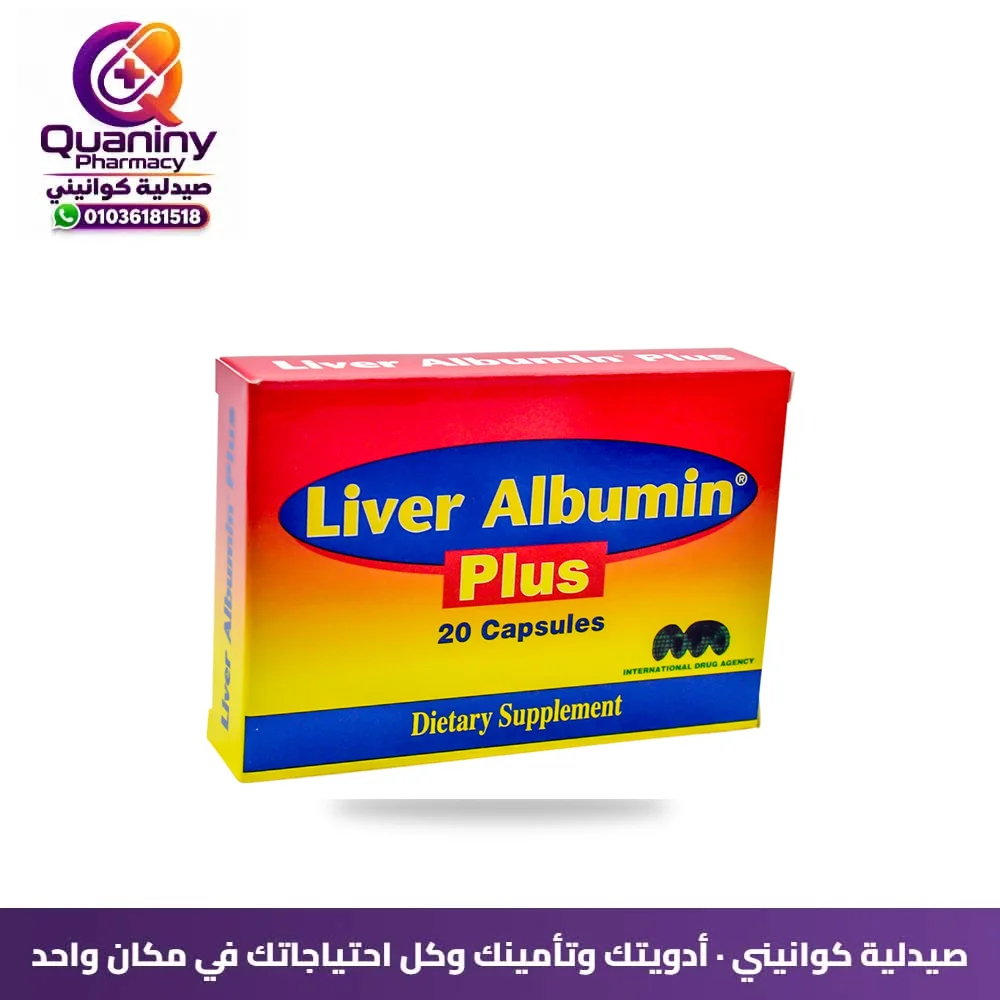 Quaniny
Pharmacy
صيدلية كوانيني
01036181518
Liver Albumin Plus
Liver Albumin Plus
Liver Albumin®
Plus
20 Capsules
INTERNATIONAL DRUG AGENCY
Dietary Supplement
صيدلية كوانيني · أدويتك وتأمينك وكل احتياجاتك في مكان واحد